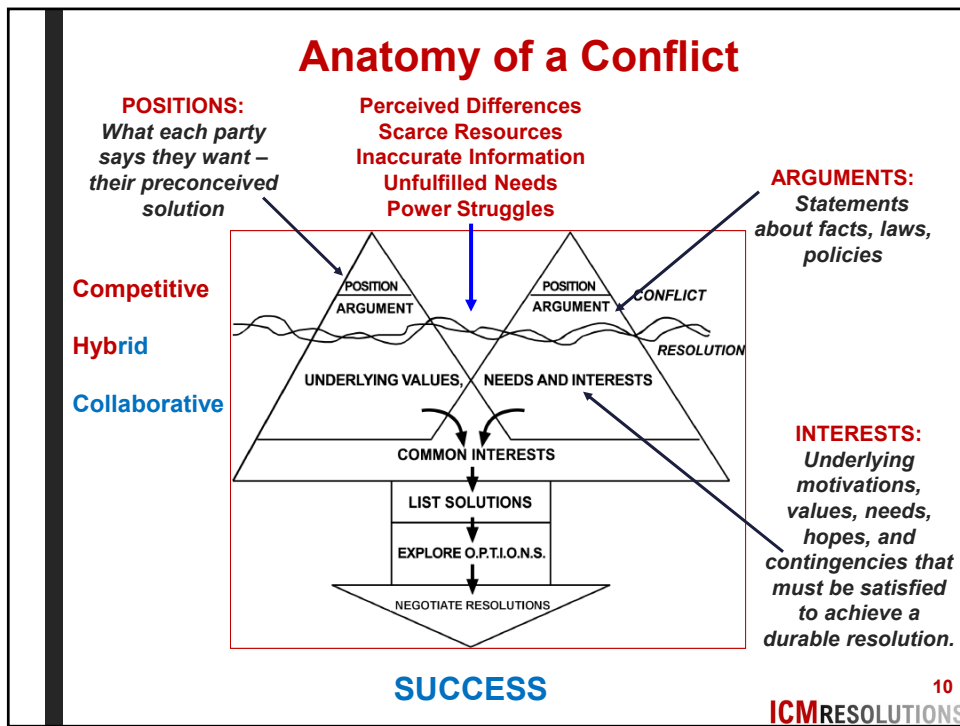 Anatomy of a Conflict
POSITIONS:
What each party
says they want –
their preconceived
solution
Perceived Differences
Scarce Resources
Inaccurate Information
Unfulfilled Needs
Power Struggles
ARGUMENTS:
Statements
about facts, laws,
policies
Competitive
Hybrid
Collaborative
POSITION
ARGUMENT
POSITION
ARGUMENT
CONFLICT
RESOLUTION
UNDERLYING VALUES, NEEDS AND INTERESTS
COMMON INTERESTS
LIST SOLUTIONS
EXPLORE O.P.T.I.O.N.S.
NEGOTIATE RESOLUTIONS
INTERESTS:
Underlying
motivations,
values, needs,
hopes, and
contingencies that
must be satisfied
to achieve a
durable resolution.
SUCCESS
10
ICMRESOLUTIONS